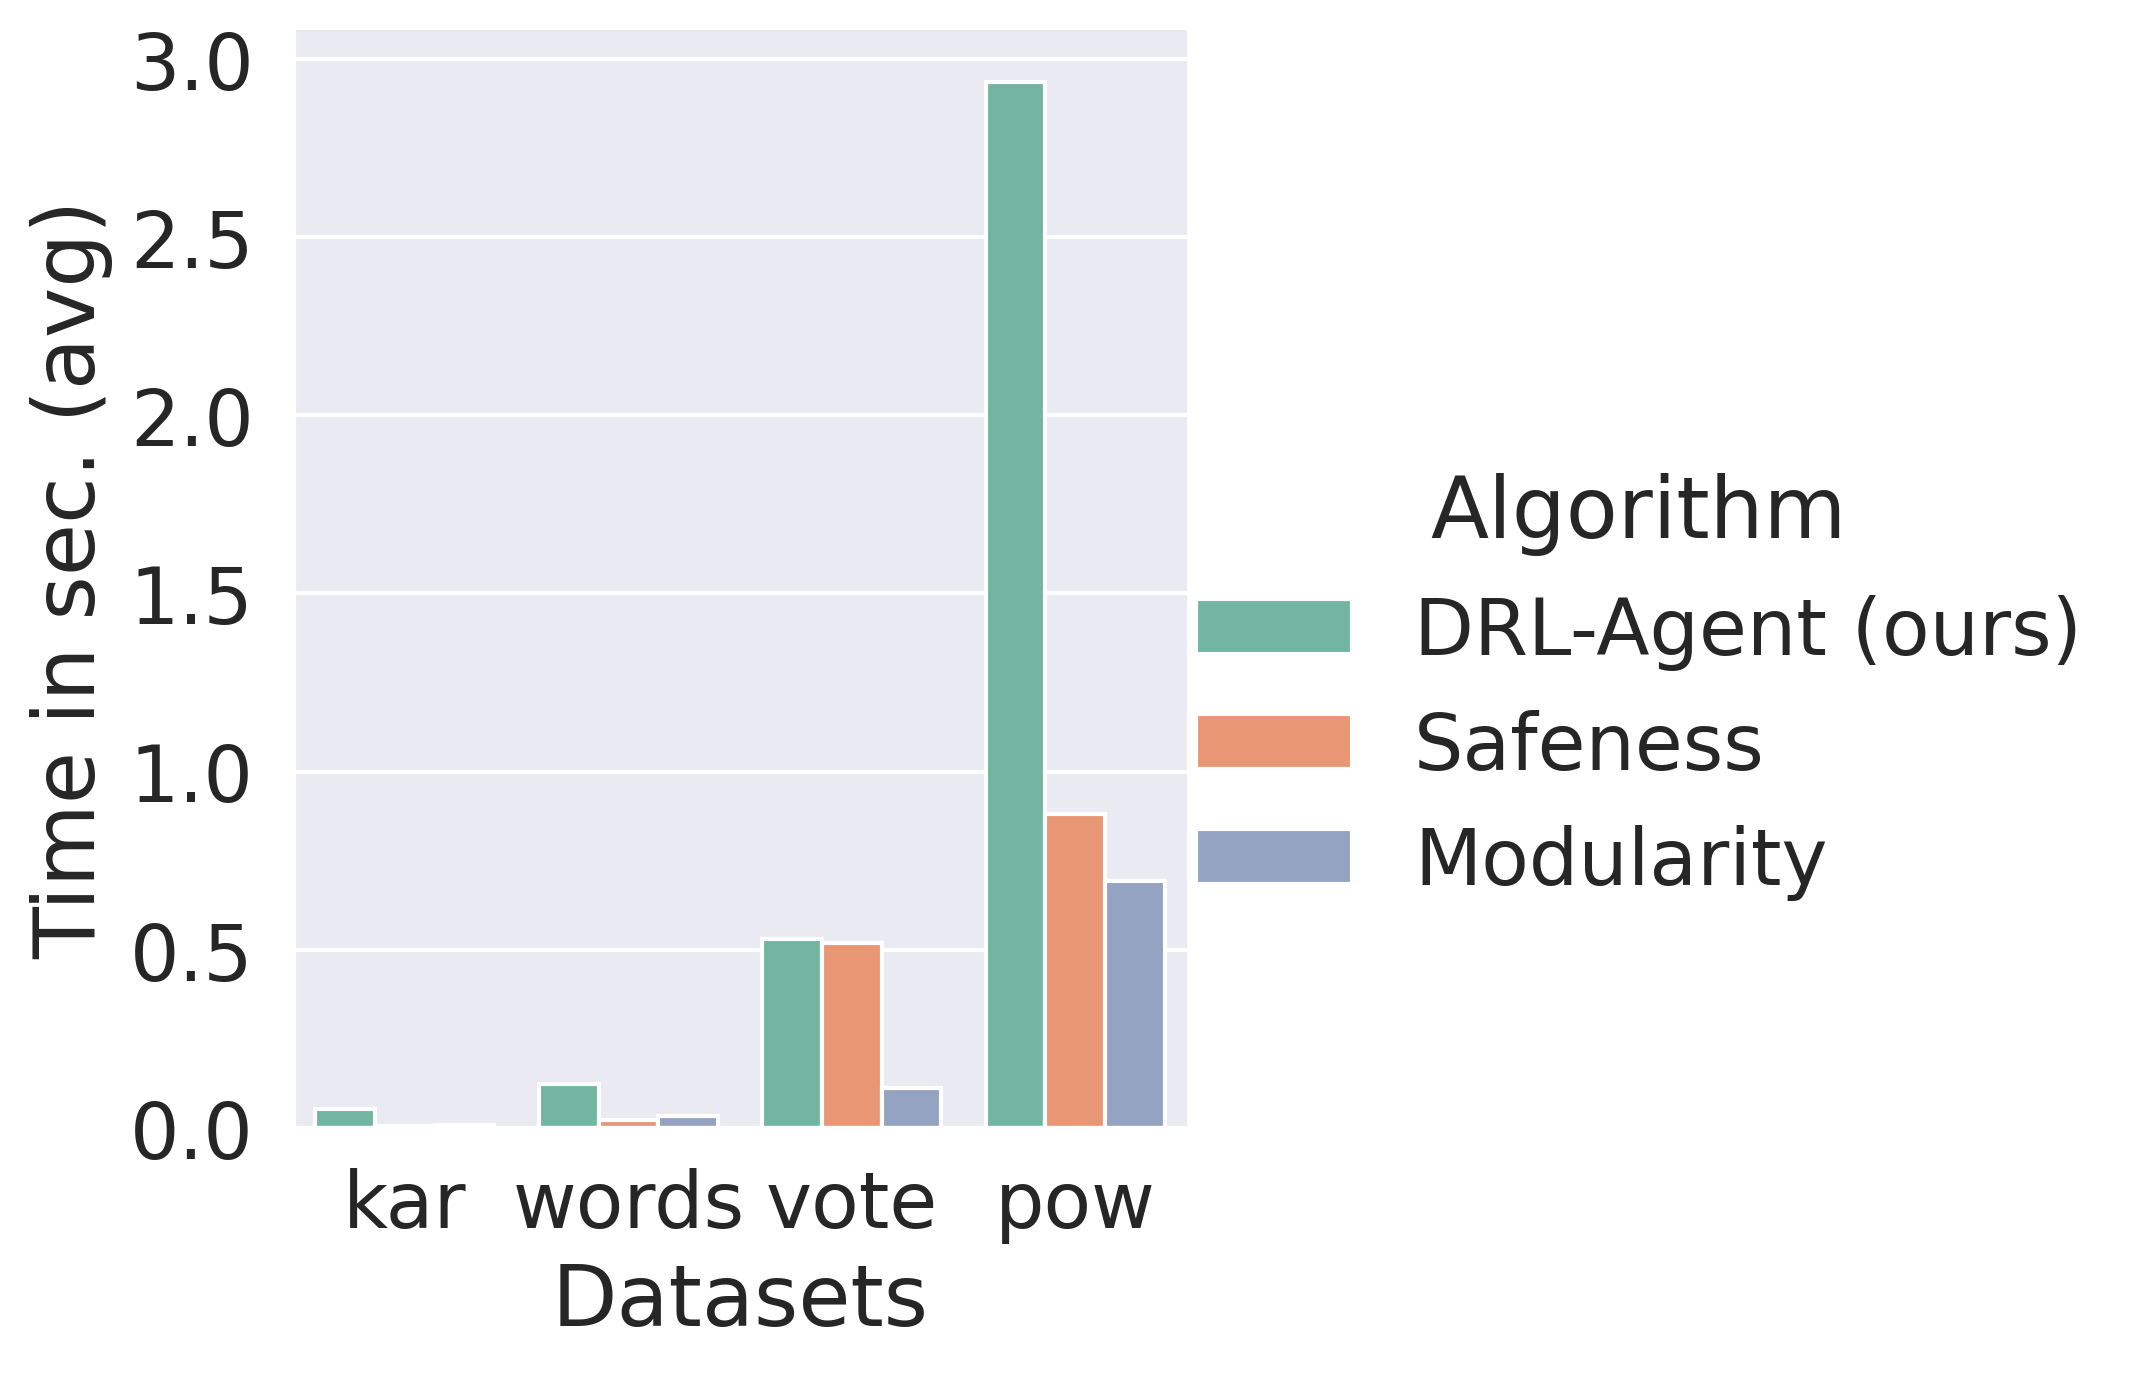 3.0
2.5
2.0
1.5
1.0
0.5
0.0
Time in sec. (avg)
kar words vote pow
Datasets
Algorithm
DRL-Agent (ours)
Safeness
Modularity